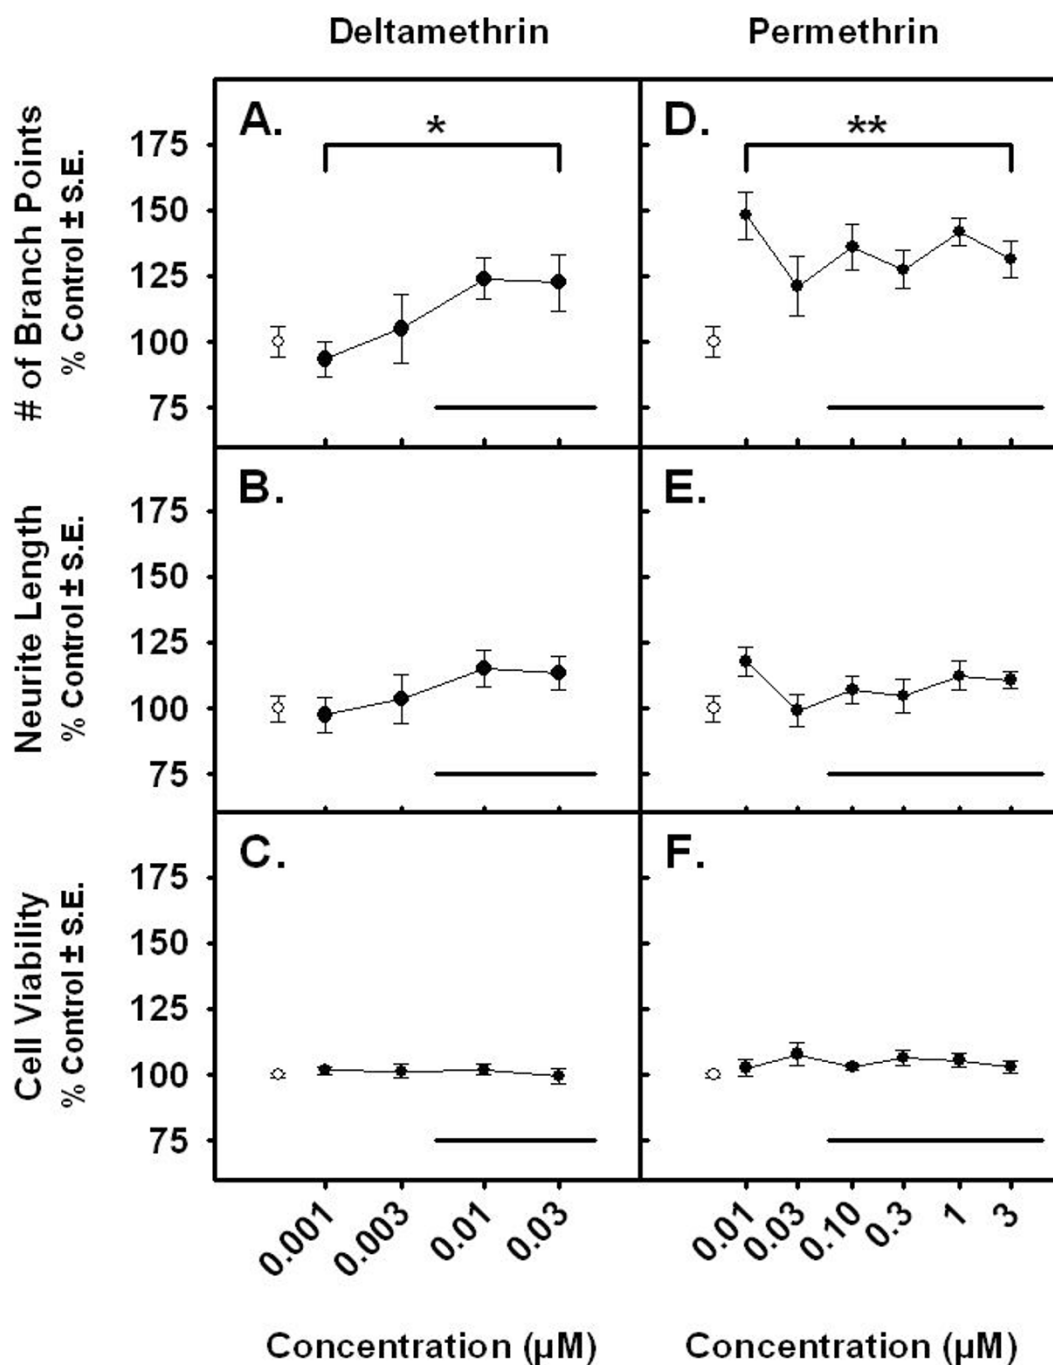 Deltamethrin
Permethrin
# of Branch Points
% Control ± S.E.
A.
*
D.
**
175
150
125
100
75
Neurite Length
% Control ± S.E.
B.
E.
175
150
125
100
75
Cell Viability
% Control ± S.E.
C.
F.
175
150
125
100
75
0.001
0.003
0.01
0.03
0.01
0.03
0.10
0.3
1
3
Concentration (µM)
Concentration (µM)